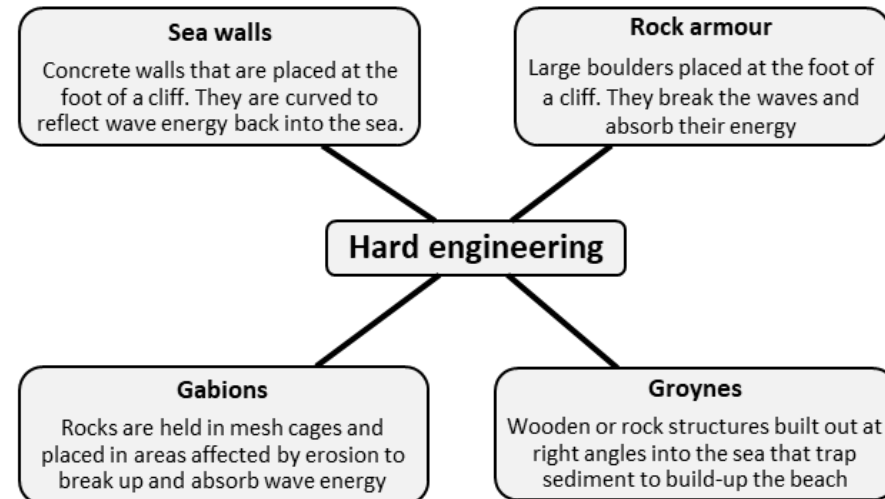 Sea walls
Concrete walls that are placed at the
foot of a cliff. They are curved to
reflect wave energy back into the sea.
Rock armour
Large boulders placed at the foot of
a cliff. They break the waves and
absorb their energy
Hard engineering
Gabions
Rocks are held in mesh cages and
placed in areas affected by erosion to
break up and absorb wave energy
Groynes
Wooden or rock structures built out at
right angles into the sea that trap
sediment to build-up the beach